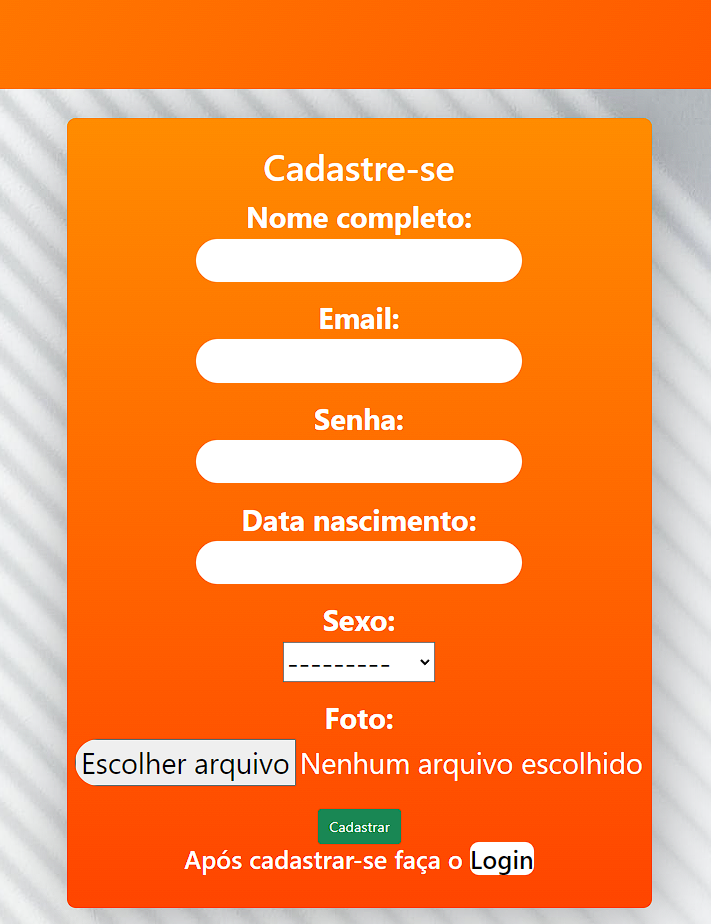 Cadastre-se
Nome completo:
Email:
Senha:
Data nascimento:
Sexo:
---------
Foto:
Escolher arquivo Nenhum arquivo escolhido
Cadastrar
Após cadastrar-se faça o Login